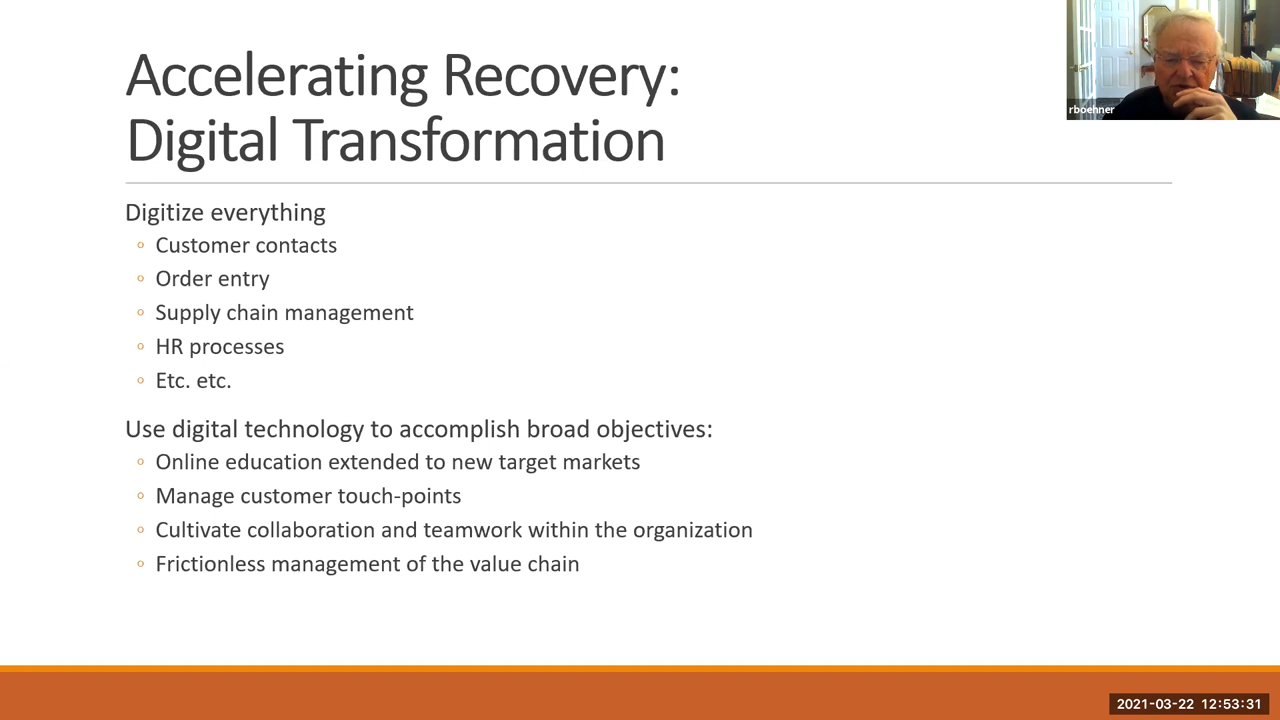 Accelerating Recovery:
Digital Transformation
rboehner
Digitize everything
◦ Customer contacts
◦ Order entry
◦ Supply chain management
◦ HR processes
◦ Etc. etc.
Use digital technology to accomplish broad objectives:
◦ Online education extended to new target markets
◦ Manage customer touch-points
◦ Cultivate collaboration and teamwork within the organization
◦ Frictionless management of the value chain
2021-03-22 12:53:31